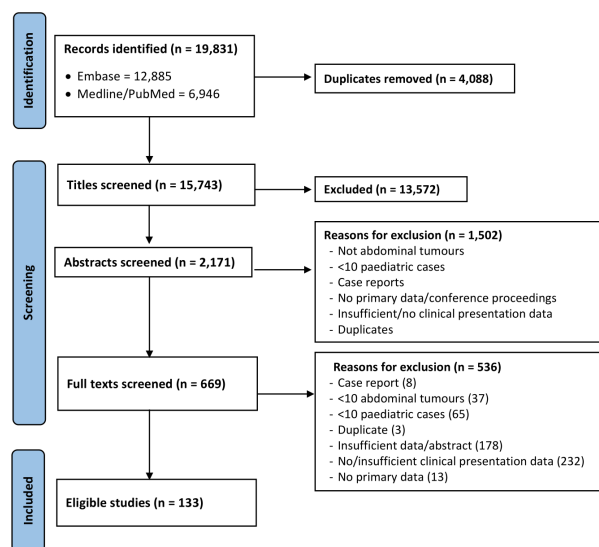 Identification
Records identified (n = 19,831)
• Embase = 12,885
• Medline/PubMed = 6,946
Duplicates removed (n = 4,088)
Screening
Titles screened (n = 15,743)
Excluded (n = 13,572)
Abstracts screened (n = 2,171)
Reasons for exclusion (n = 1,502)
- Not abdominal tumours
- <10 paediatric cases
- Case reports
- No primary data/conference proceedings
- Insufficient/no clinical presentation data
- Duplicates
Full texts screened (n = 669)
Reasons for exclusion (n = 536)
- Case report (8)
- <10 abdominal tumours (37)
- <10 paediatric cases (65)
- Duplicate (3)
- Insufficient data/abstract (178)
- No/insufficient clinical presentation data (232)
- No primary data (13)
Included
Eligible studies (n = 133)